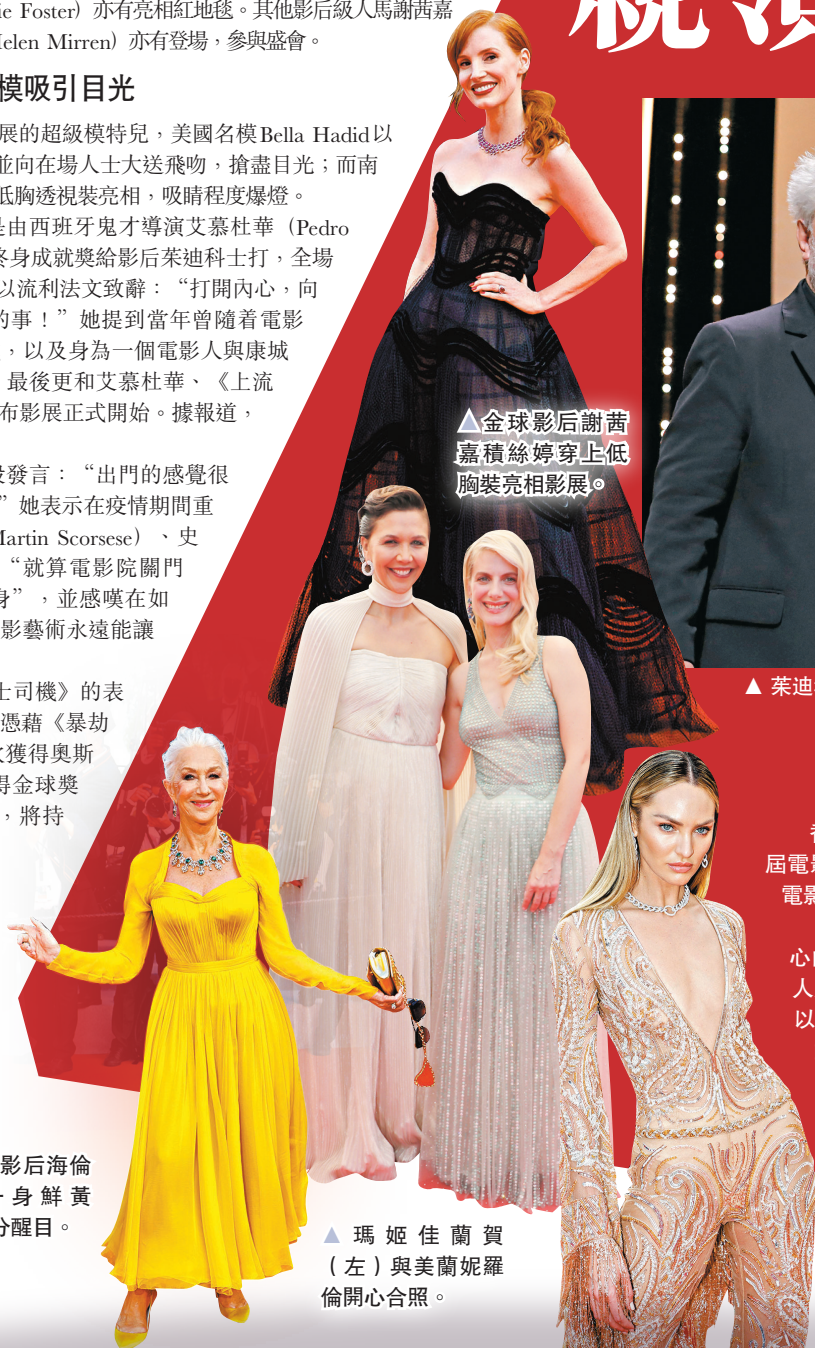 ie Foster）亦有亮相紅地毯。其他影后級人馬謝茜嘉
Helen Mirren）亦有登場，參與盛會。
模吸引目光
展的超級模特兒，美國名模Bella Hadid以
並向在場人士大送飛吻，搶盡目光；而南
低胸透視裝亮相，吸睛程度爆燈。
是由西班牙鬼才導演艾慕杜華（Pedro
終身成就獎給影后茱迪科士打，全場
以流利法文致辭：“打開內心，向
的事！”她提到當年曾隨着電影
，以及身為一個電影人與康城
最後更和艾慕杜華、《上流
布影展正式開始。據報道，
發言：“出門的感覺很
”她表示在疫情期間重
Martin Scorsese）、史
“就算電影院關門
身”，並感嘆在如
影藝術永遠能讓
士司機》的表
憑藉《暴劫
獲得奧斯
得金球獎
，將持
▲金球影后謝茜
嘉積絲婷穿上低
胸裝亮相影展。
▲ 茱迪
屆電影
電影
心
人
以
影后海倫
身鮮黃
分醒目。
▲瑪姬佳蘭賀
（左）與美蘭妮羅
倫開心合照。